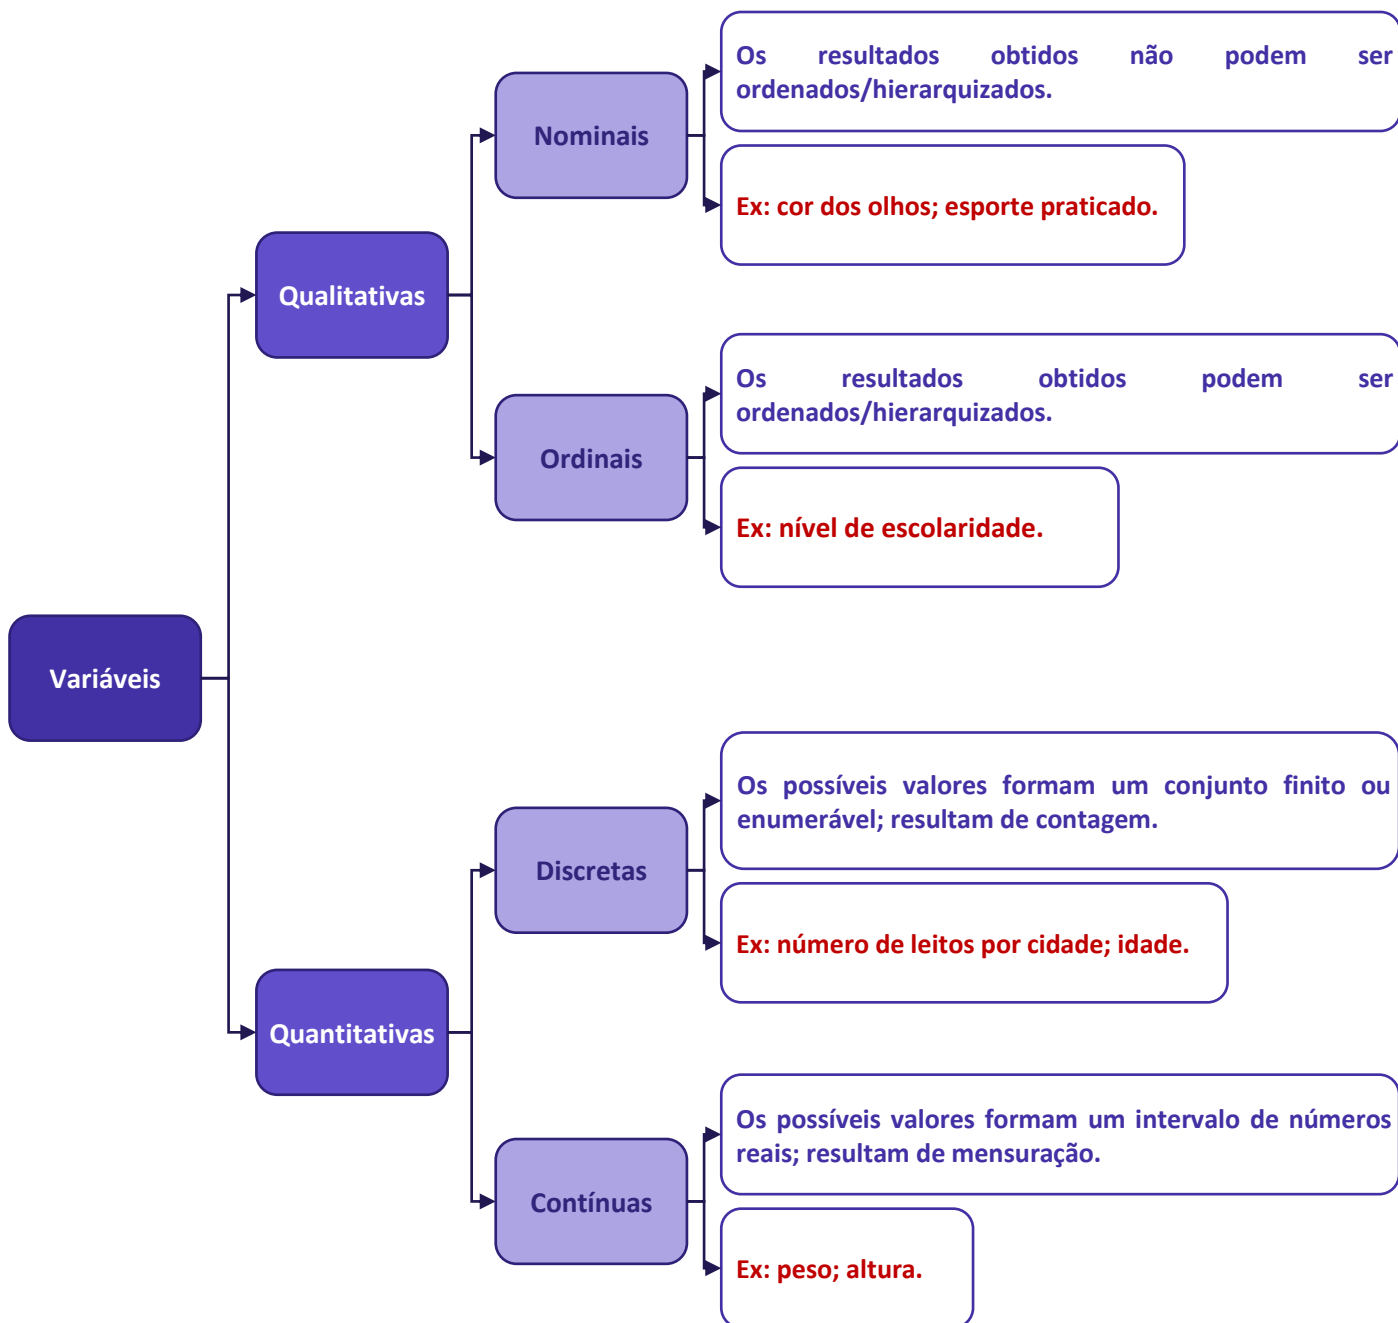 Variáveis
Qualitativas
Nominais
Os resultados obtidos não podem ser
ordenados/hierarquizados.
Ex: cor dos olhos; esporte praticado.
Ordinais
Os resultados obtidos podem ser
ordenados/hierarquizados.
Ex: nível de escolaridade.
Quantitativas
Discretas
Os possíveis valores formam um conjunto finito ou
enumerável; resultam de contagem.
Ex: número de leitos por cidade; idade.
Contínuas
Os possíveis valores formam um intervalo de números
reais; resultam de mensuração.
Ex: peso; altura.